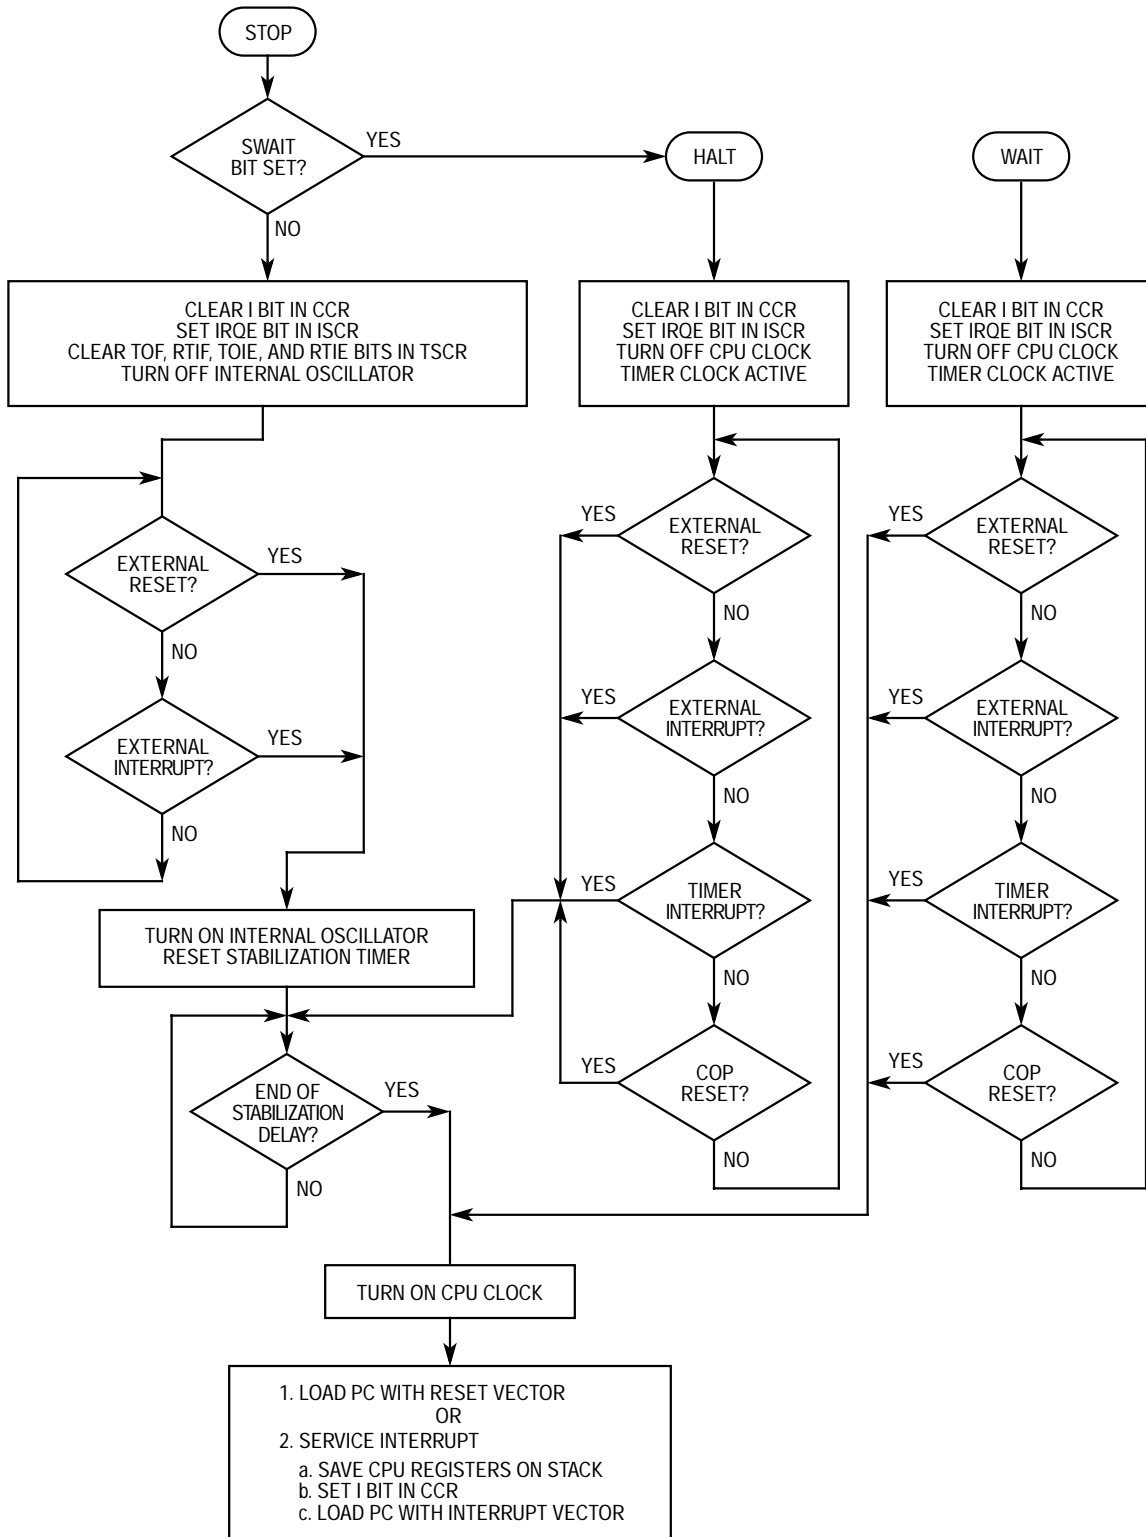 STOP
SWAIT
BIT SET?
YES
NO
HALT
WAIT
CLEAR I BIT IN CCR
SET IRQE BIT IN ISCR
CLEAR TOF, RTIF, TOIE, AND RTIE BITS IN TSCR
TURN OFF INTERNAL OSCILLATOR
CLEAR I BIT IN CCR
SET IRQE BIT IN ISCR
TURN OFF CPU CLOCK
TIMER CLOCK ACTIVE
CLEAR I BIT IN CCR
SET IRQE BIT IN ISCR
TURN OFF CPU CLOCK
TIMER CLOCK ACTIVE
EXTERNAL
RESET?
YES
NO
EXTERNAL
INTERRUPT?
YES
NO
TURN ON INTERNAL OSCILLATOR
RESET STABILIZATION TIMER
END OF
STABILIZATION
DELAY?
YES
NO
YES
EXTERNAL
RESET?
NO
YES
EXTERNAL
INTERRUPT?
NO
YES
TIMER
INTERRUPT?
NO
YES
COP
RESET?
NO
YES
EXTERNAL
RESET?
NO
YES
EXTERNAL
INTERRUPT?
NO
YES
TIMER
INTERRUPT?
NO
YES
COP
RESET?
NO
TURN ON CPU CLOCK
1. LOAD PC WITH RESET VECTOR
OR
2. SERVICE INTERRUPT
a. SAVE CPU REGISTERS ON STACK
b. SET I BIT IN CCR
c. LOAD PC WITH INTERRUPT VECTOR